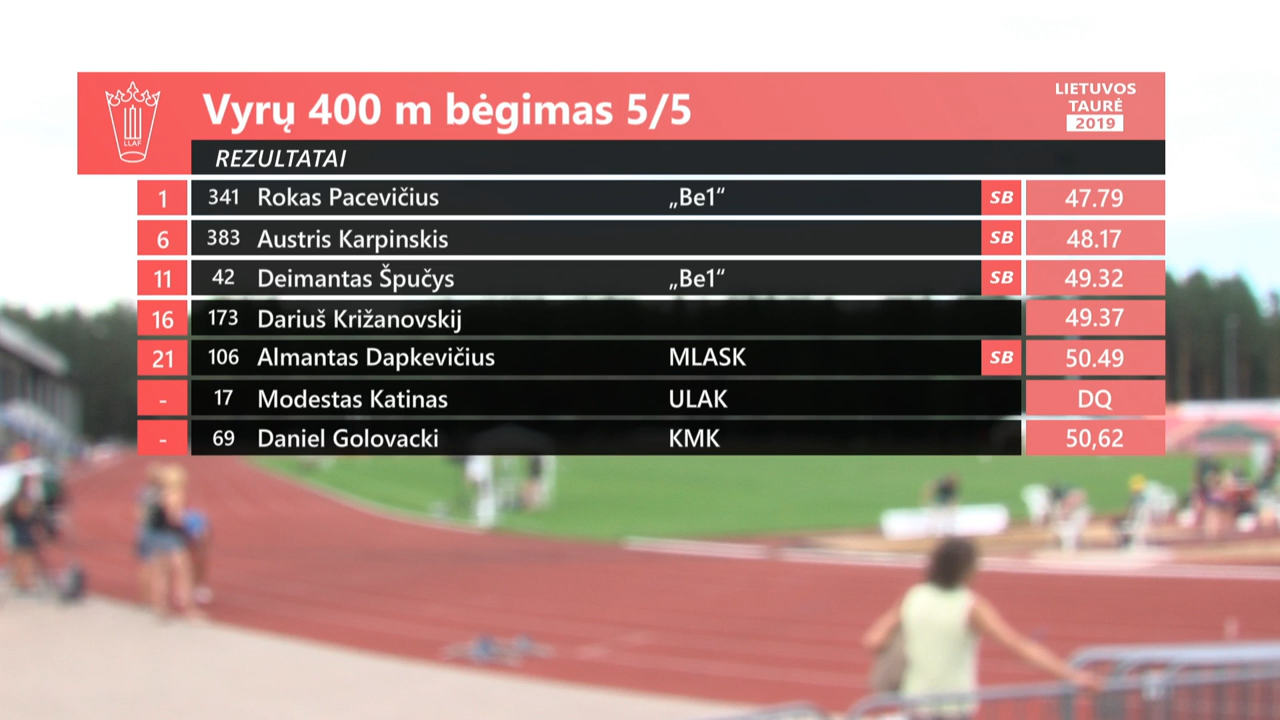 LLAF
Vyrų 400 m bėgimas 5/5
LIETUVOS
TAURĖ
2019
REZULTATAI
1 341 Rokas Pacevičius „Be1“ SB 47.79
6 383 Austris Karpinskis SB 48.17
11 42 Deimantas Špučys „Be1“ SB 49.32
16 173 Dariuš Križanovskij 49.37
21 106 Almantas Dapkevičius MLASK SB 50.49
- 17 Modestas Katinas ULAK DQ
- 69 Daniel Golovacki KMK 50,62